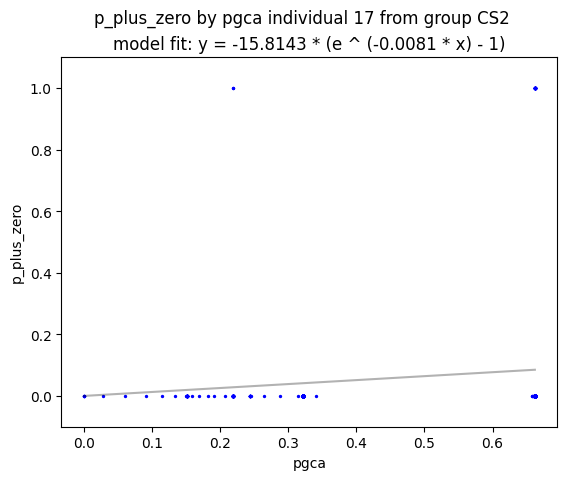 p_plus_zero by pgca individual 17 from group CS2
model fit: y = -15.8143 * (e ^ (-0.0081 * x) - 1)
1.0
0.8
0.6
0.4
0.2
0.0
p_plus_zero
0.0 0.1 0.2 0.3 0.4 0.5 0.6
pgca